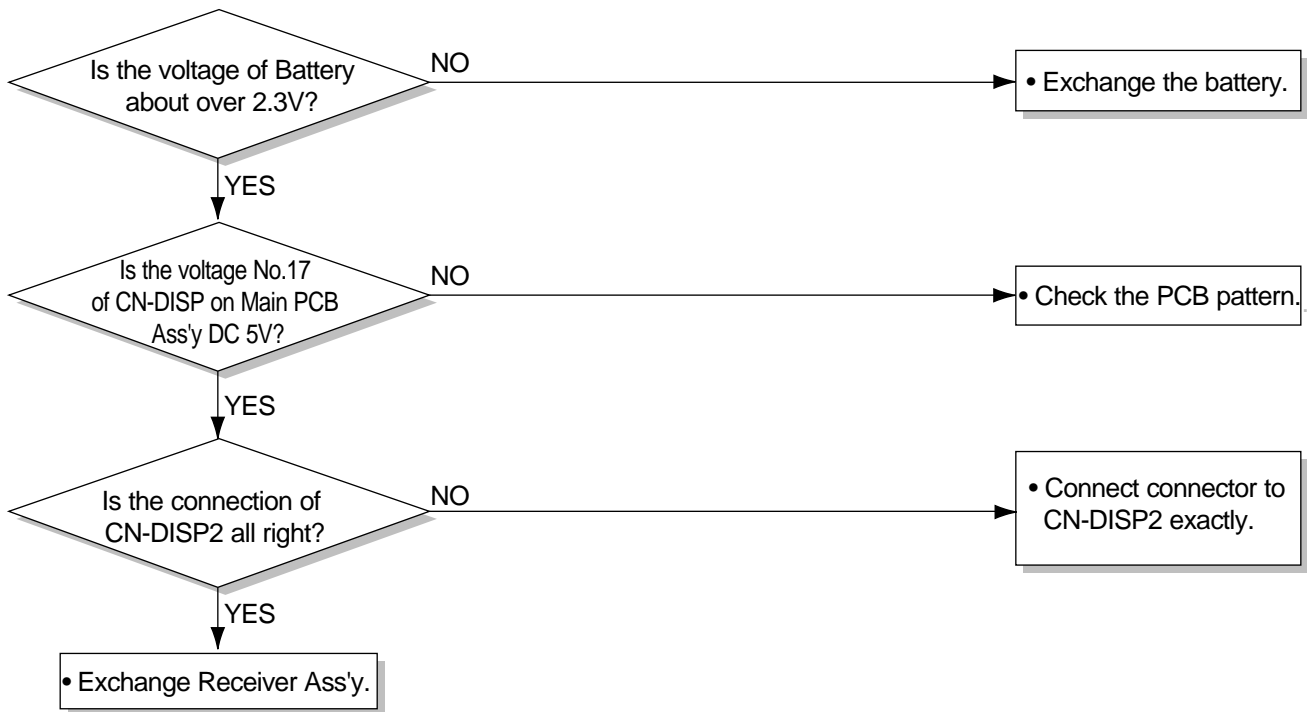 Is the voltage of Battery
about over 2.3V?
NO
• Exchange the battery.
YES
Is the voltage No.17
of CN-DISP on Main PCB
Ass'y DC 5V?
NO
• Check the PCB pattern.
YES
Is the connection of
CN-DISP2 all right?
NO
• Connect connector to
CN-DISP2 exactly.
YES
• Exchange Receiver Ass'y.